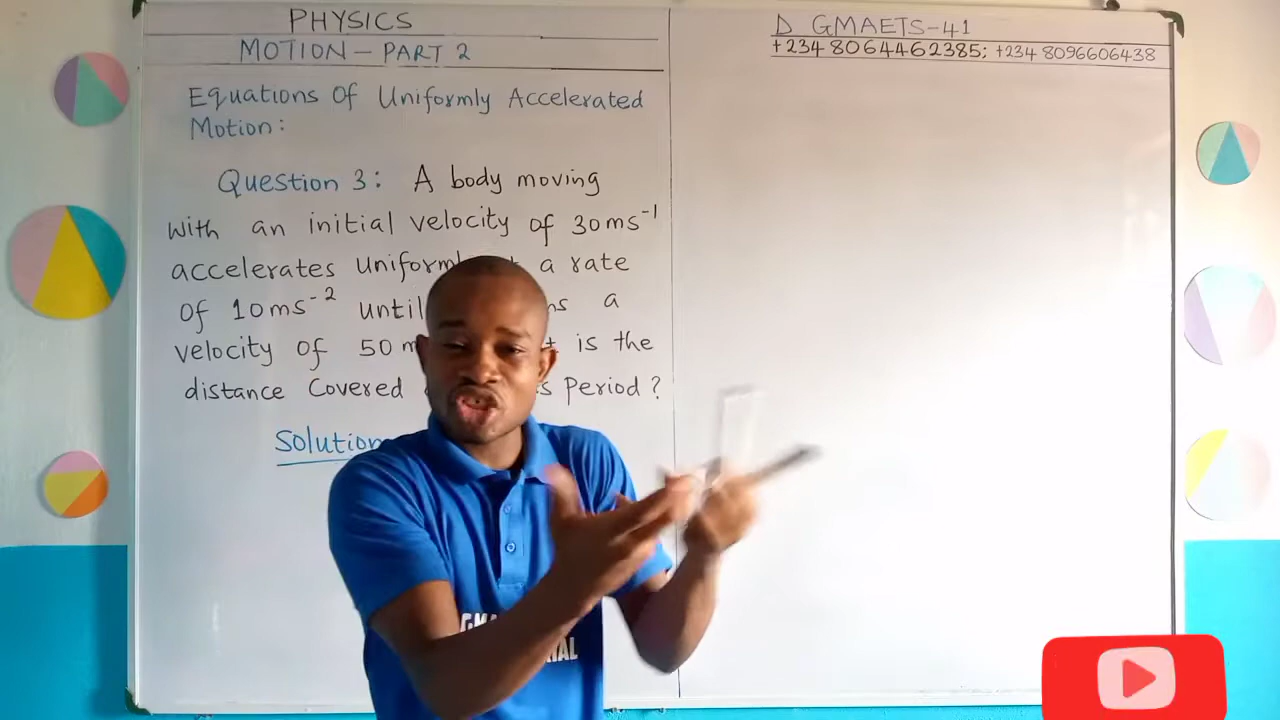 PHYSICS
MOTION - PART 2
Equations Of Uniformly Accelerated
Motion:
Question 3: A body moving
with an initial velocity of 30ms⁻¹
accelerates a rate
of 10ms⁻² until a
velocity of 50 is the
distance Covered Period?
Solution
D GMAETS-41
+234 8064462385; +234 8096606438